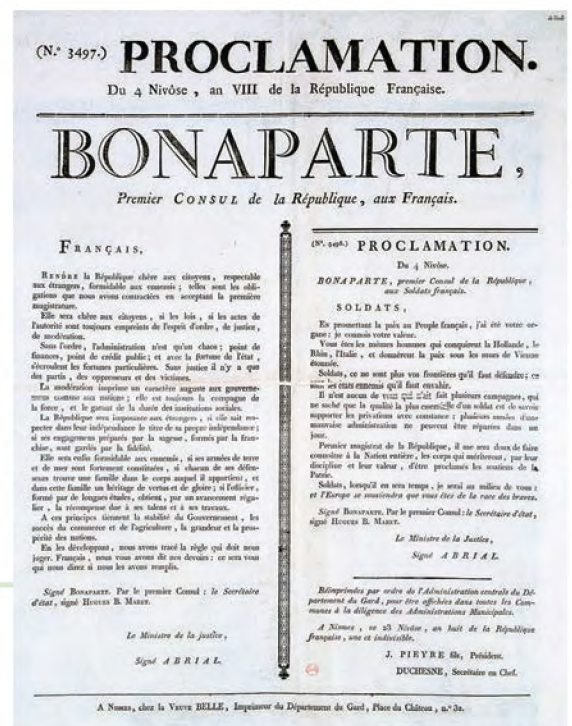 (N.º 3497.) PROCLAMATION.
Du 4 Nivôse, an VIII de la République Française.
BONAPARTE,
Premier CONSUL de la République, aux Français.
FRANÇAIS,
RENDRE la République chère aux citoyens, respectable
aux étrangers, formidable aux ennemis; telles sont les obli-
gations que nous avons contractées en acceptant la première
magistrature.
Elle sera chère aux citoyens, si les lois, si les actes de
l'autorité sont toujours empreints de l'esprit d'ordre, de justice,
de modération.
Sans l'ordre, l'administration n'est qu'un chaos; point de
finances, point de crédit public; et avec la fortune de l'état,
s'écroulent les fortunes particulières. Sans justice il n'y a que
des partis, des oppresseurs et des victimes.
La modération imprime un caractère auguste aux gouverne-
mens comme aux nations; elle est toujours la compagne de
la force, et le garant de la durée des institutions sociales.
La République sera imposante aux étrangers, si elle sait res-
pecter dans leur indépendance le titre de sa propre indépendance;
si ses engagemens préparés par la sagesse, formés par la fran-
chise, sont gardés par la fidélité.
Elle sera enfin formidable aux ennemis, si ses armées de terre
et de mer sont fortement constituées, si chacun de ses défen-
seurs trouve une famille dans le corps auquel il appartient, et
dans cette famille un héritage de vertus et de gloire; si l'officier,
formé par de longues études, obtient, par un avancement régu-
lier, la récompense due à ses talens et à ses travaux.
A ces principes tiennent la stabilité du Gouvernement, les
succès du commerce et de l'agriculture, la grandeur et la pros-
périté des nations.
En les développant, nous avons tracé la règle qui doit nous
juger. Français, nous vous avons dit nos devoirs: ce sera vous
qui nous direz si nous les avons remplis.
Signé BONAPARTE. Par le premier Consul: le Secrétaire
d'état, signé HUGUES B. MARET.
Le Ministre de la justice,
Signé ABRIAL.
(N.º 3498.) PROCLAMATION.
Du 4 Nivôse.
BONAPARTE, premier Consul de la République,
aux Soldats français.
SOLDATS,
En promettant la paix au Peuple français, j'ai été votre or-
gane: je connois votre valeur.
Vous êtes les mêmes hommes qui conquirent la Hollande, le
Rhin, l'Italie, et donnèrent la paix sous les murs de Vienne
étonnée.
Soldats, ce ne sont plus vos frontières qu'il faut défendre; ce
sont les états ennemis qu'il faut envahir.
Il n'est aucun de vous qui n'ait fait plusieurs campagnes, qui
ne sache que la qualité la plus essentielle d'un soldat est de savoir
supporter les privations avec constance: plusieurs années d'une
mauvaise administration ne peuvent être réparées dans un
jour.
Premier magistrat de la République, il me sera doux de faire
connoître à la Nation entière, les corps qui mériteront, par leur
discipline et leur valeur, d'être proclamés les soutiens de la
Patrie.
Soldats, lorsqu'il en sera temps, je serai au milieu de vous:
et l'Europe se souviendra que vous êtes de la race des braves.
Signé BONAPARTE. Par le premier Consul: le Secrétaire d'état,
signé HUGUES B. MARET.
Le Ministre de la Justice,
Signé ABRIAL.
Réimprimées par ordre de l'Administration centrale du Dé-
partement du Gard, pour être affichées dans toutes les Com-
munes à la diligence des Administrations Municipales.
A Nismes, ce 23 Nivôse, an huit de la République
française, une et indivisible.
J. PIEYRE fils, Président.
DUCHESNE, Secrétaire en Chef.
A NISMES, chez la VEUVE BELLE, Imprimeur du Département du Gard, Place du Château, n.º 32.